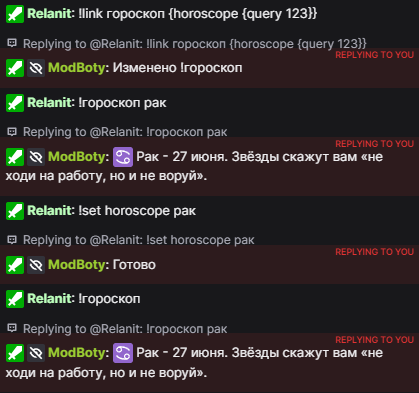 Relanit: !link гороскоп {horoscope {query 123}}
Replying to @Relanit: !link гороскоп {horoscope {query 123}}
REPLYING TO YOU
ModBoty: Изменено !гороскоп
Relanit: !гороскоп рак
Replying to @Relanit: !гороскоп рак
REPLYING TO YOU
ModBoty: ♋ Рак - 27 июня. Звёзды скажут вам «не
ходи на работу, но и не воруй».
Relanit: !set horoscope рак
Replying to @Relanit: !set horoscope рак
REPLYING TO YOU
ModBoty: Готово
Relanit: !гороскоп
Replying to @Relanit: !гороскоп рак
REPLYING TO YOU
ModBoty: ♋ Рак - 27 июня. Звёзды скажут вам «не
ходи на работу, но и не воруй».